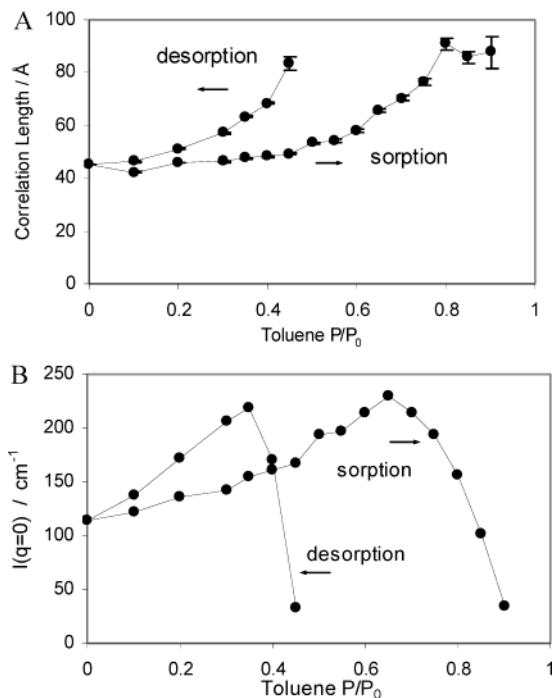 A
100
80
60
40
20
0
Correlation Length / Å
desorption
sorption
0 0.2 0.4 0.6 0.8 1
Toluene P/P₀
B
250
200
150
100
50
0
I(q=0) / cm⁻¹
sorption
desorption
0 0.2 0.4 0.6 0.8 1
Toluene P/P₀